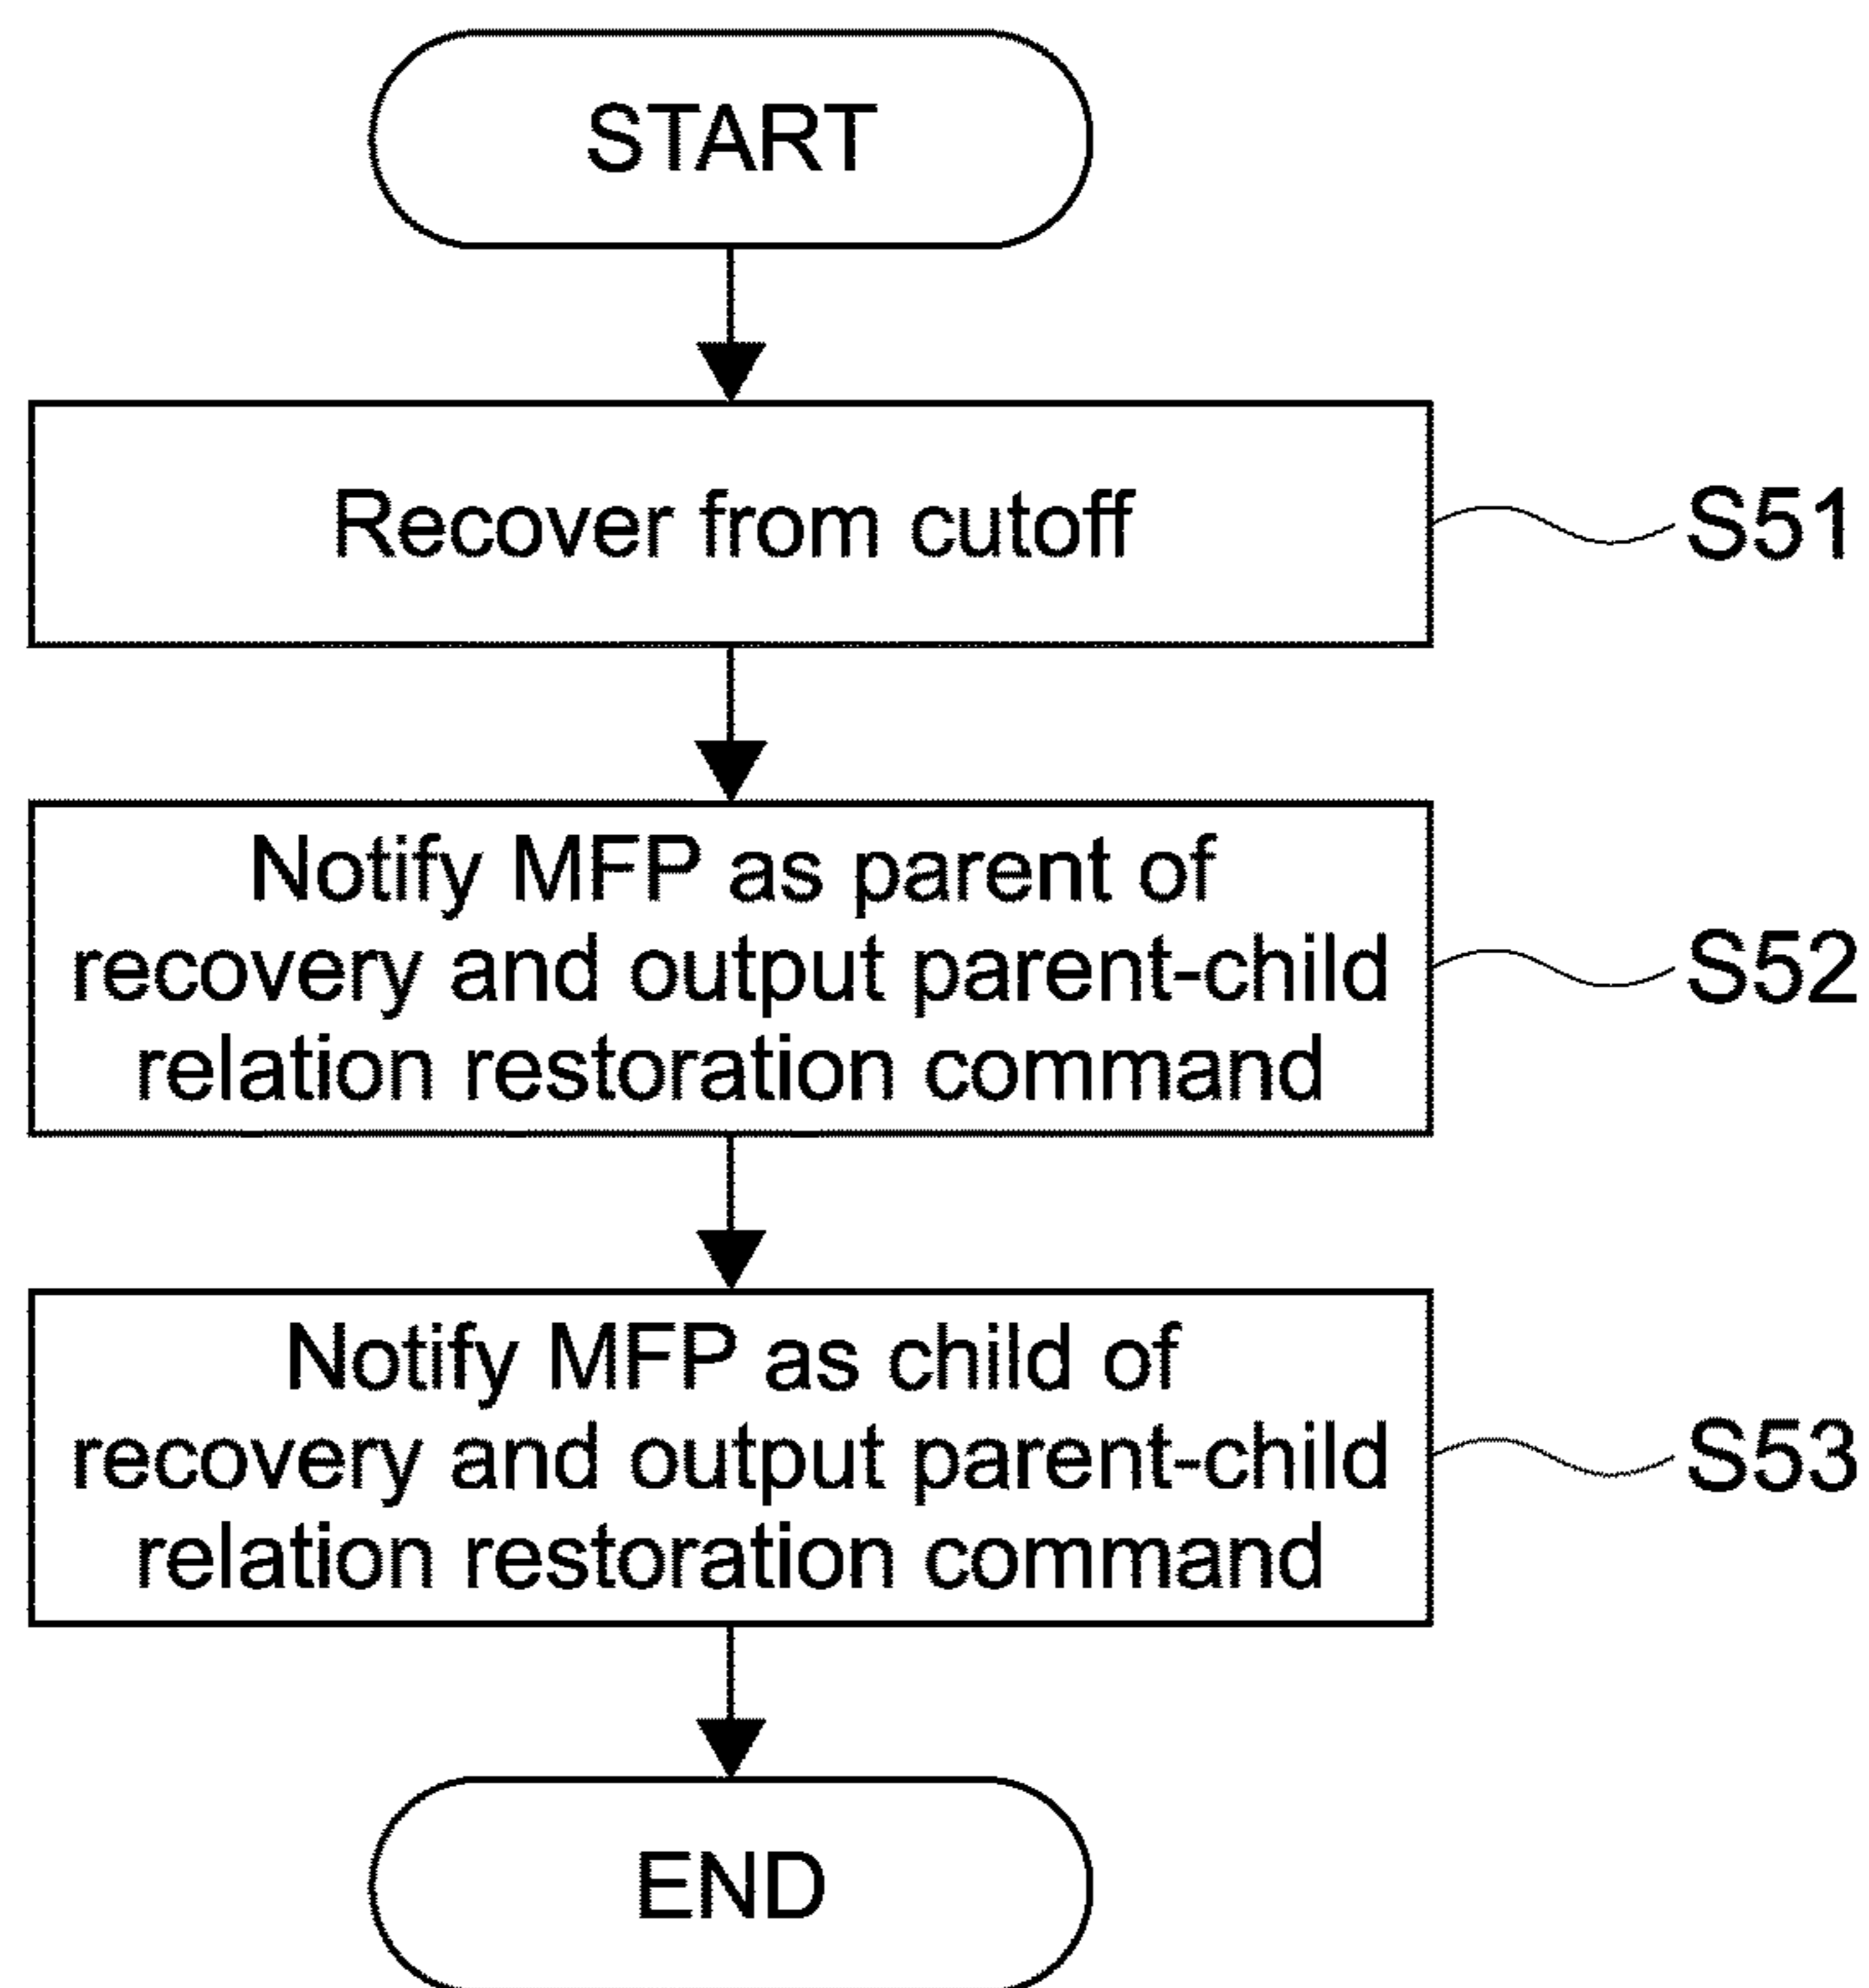 START
Recover from cutoff
S51
Notify MFP as parent of
recovery and output parent-child
relation restoration command
S52
Notify MFP as child of
recovery and output parent-child
relation restoration command
S53
END